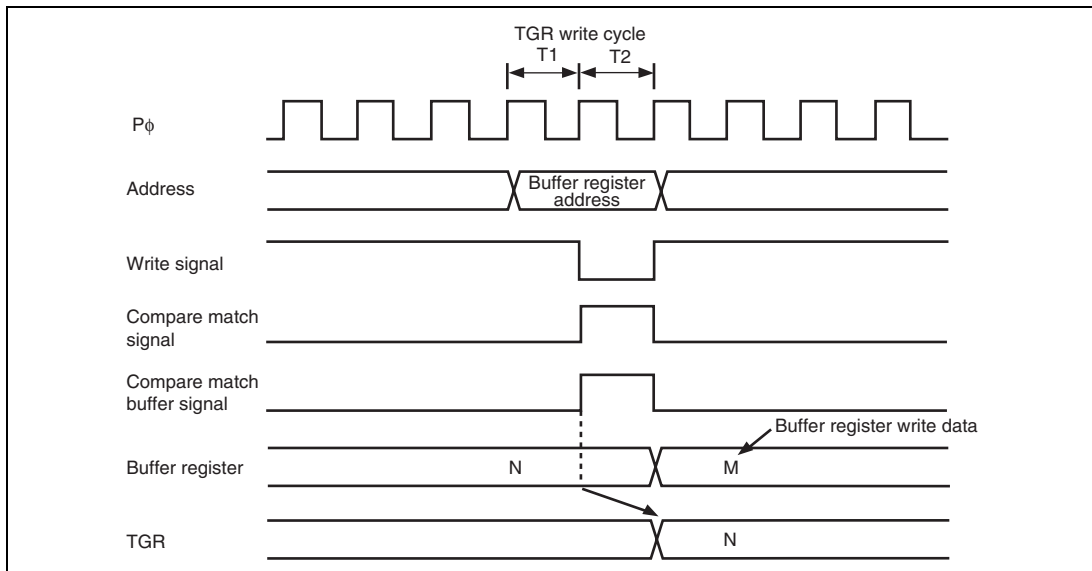 TGR write cycle
T1 T2
Pϕ
Address
Buffer register
address
Write signal
Compare match
signal
Compare match
buffer signal
Buffer register write data
Buffer register
N M
TGR
N